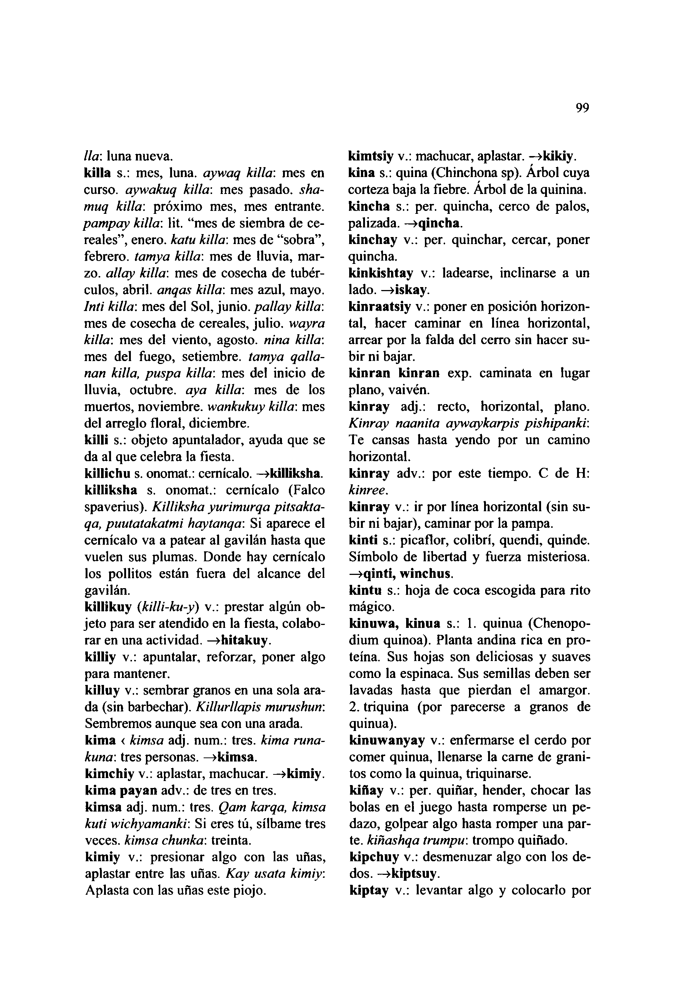 99
lla: luna nueva.
killa s.: mes, luna. aywaq killa: mes en
curso. aywakuq killa: mes pasado. sha-
muq killa: próximo mes, mes entrante.
pampay killa: lit. “mes de siembra de ce-
reales”, enero. katu killa: mes de “sobra”,
febrero. tamya killa: mes de lluvia, mar-
zo. allay killa: mes de cosecha de tubér-
culos, abril. anqas killa: mes azul, mayo.
Inti killa: mes del Sol, junio. pallay killa:
mes de cosecha de cereales, julio. wayra
killa: mes del viento, agosto. nina killa:
mes del fuego, setiembre. tamya qalla-
nan killa, puspa killa: mes del inicio de
lluvia, octubre. aya killa: mes de los
muertos, noviembre. wankukuy killa: mes
del arreglo floral, diciembre.
killi s.: objeto apuntalador, ayuda que se
da al que celebra la fiesta.
killichu s. onomat.: cernícalo. →killiksha.
killiksha s. onomat.: cernícalo (Falco
spaverius). Killiksha yurimurqa pitsakta-
qa, puutatakatmi haytanqa: Si aparece el
cernícalo va a patear al gavilán hasta que
vuelen sus plumas. Donde hay cernícalo
los pollitos están fuera del alcance del
gavilán.
killikuy (killi-ku-y) v.: prestar algún ob-
jeto para ser atendido en la fiesta, colabo-
rar en una actividad. →hitakuy.
killiy v.: apuntalar, reforzar, poner algo
para mantener.
killuy v.: sembrar granos en una sola ara-
da (sin barbechar). Killurllapis murushun:
Sembremos aunque sea con una arada.
kima ‹ kimsa adj. num.: tres. kima runa-
kuna: tres personas. →kimsa.
kimchiy v.: aplastar, machucar. →kimiy.
kima payan adv.: de tres en tres.
kimsa adj. num.: tres. Qam karqa, kimsa
kuti wichyamanki: Si eres tú, sílbame tres
veces. kimsa chunka: treinta.
kimiy v.: presionar algo con las uñas,
aplastar entre las uñas. Kay usata kimiy:
Aplasta con las uñas este piojo.
kimtsiy v.: machucar, aplastar. →kikiy.
kina s.: quina (Chinchona sp). Árbol cuya
corteza baja la fiebre. Árbol de la quinina.
kincha s.: per. quincha, cerco de palos,
palizada. →qincha.
kinchay v.: per. quinchar, cercar, poner
quincha.
kinkishtay v.: ladearse, inclinarse a un
lado. →iskay.
kinraatsiy v.: poner en posición horizon-
tal, hacer caminar en línea horizontal,
arrear por la falda del cerro sin hacer su-
bir ni bajar.
kinran kinran exp. caminata en lugar
plano, vaivén.
kinray adj.: recto, horizontal, plano.
Kinray naanita aywaykarpis pishipanki:
Te cansas hasta yendo por un camino
horizontal.
kinray adv.: por este tiempo. C de H:
kinree.
kinray v.: ir por línea horizontal (sin su-
bir ni bajar), caminar por la pampa.
kinti s.: picaflor, colibrí, quendi, quinde.
Símbolo de libertad y fuerza misteriosa.
→qinti, winchus.
kintu s.: hoja de coca escogida para rito
mágico.
kinuwa, kinua s.: 1. quinua (Chenopo-
dium quinoa). Planta andina rica en pro-
teína. Sus hojas son deliciosas y suaves
como la espinaca. Sus semillas deben ser
lavadas hasta que pierdan el amargor.
2. triquina (por parecerse a granos de
quinua).
kinuwanyay v.: enfermarse el cerdo por
comer quinua, llenarse la carne de grani-
tos como la quinua, triquinarse.
kiñay v.: per. quiñar, hender, chocar las
bolas en el juego hasta romperse un pe-
dazo, golpear algo hasta romper una par-
te. kiñashqa trumpu: trompo quiñado.
kipchuy v.: desmenuzar algo con los de-
dos. →kiptsuy.
kiptay v.: levantar algo y colocarlo por